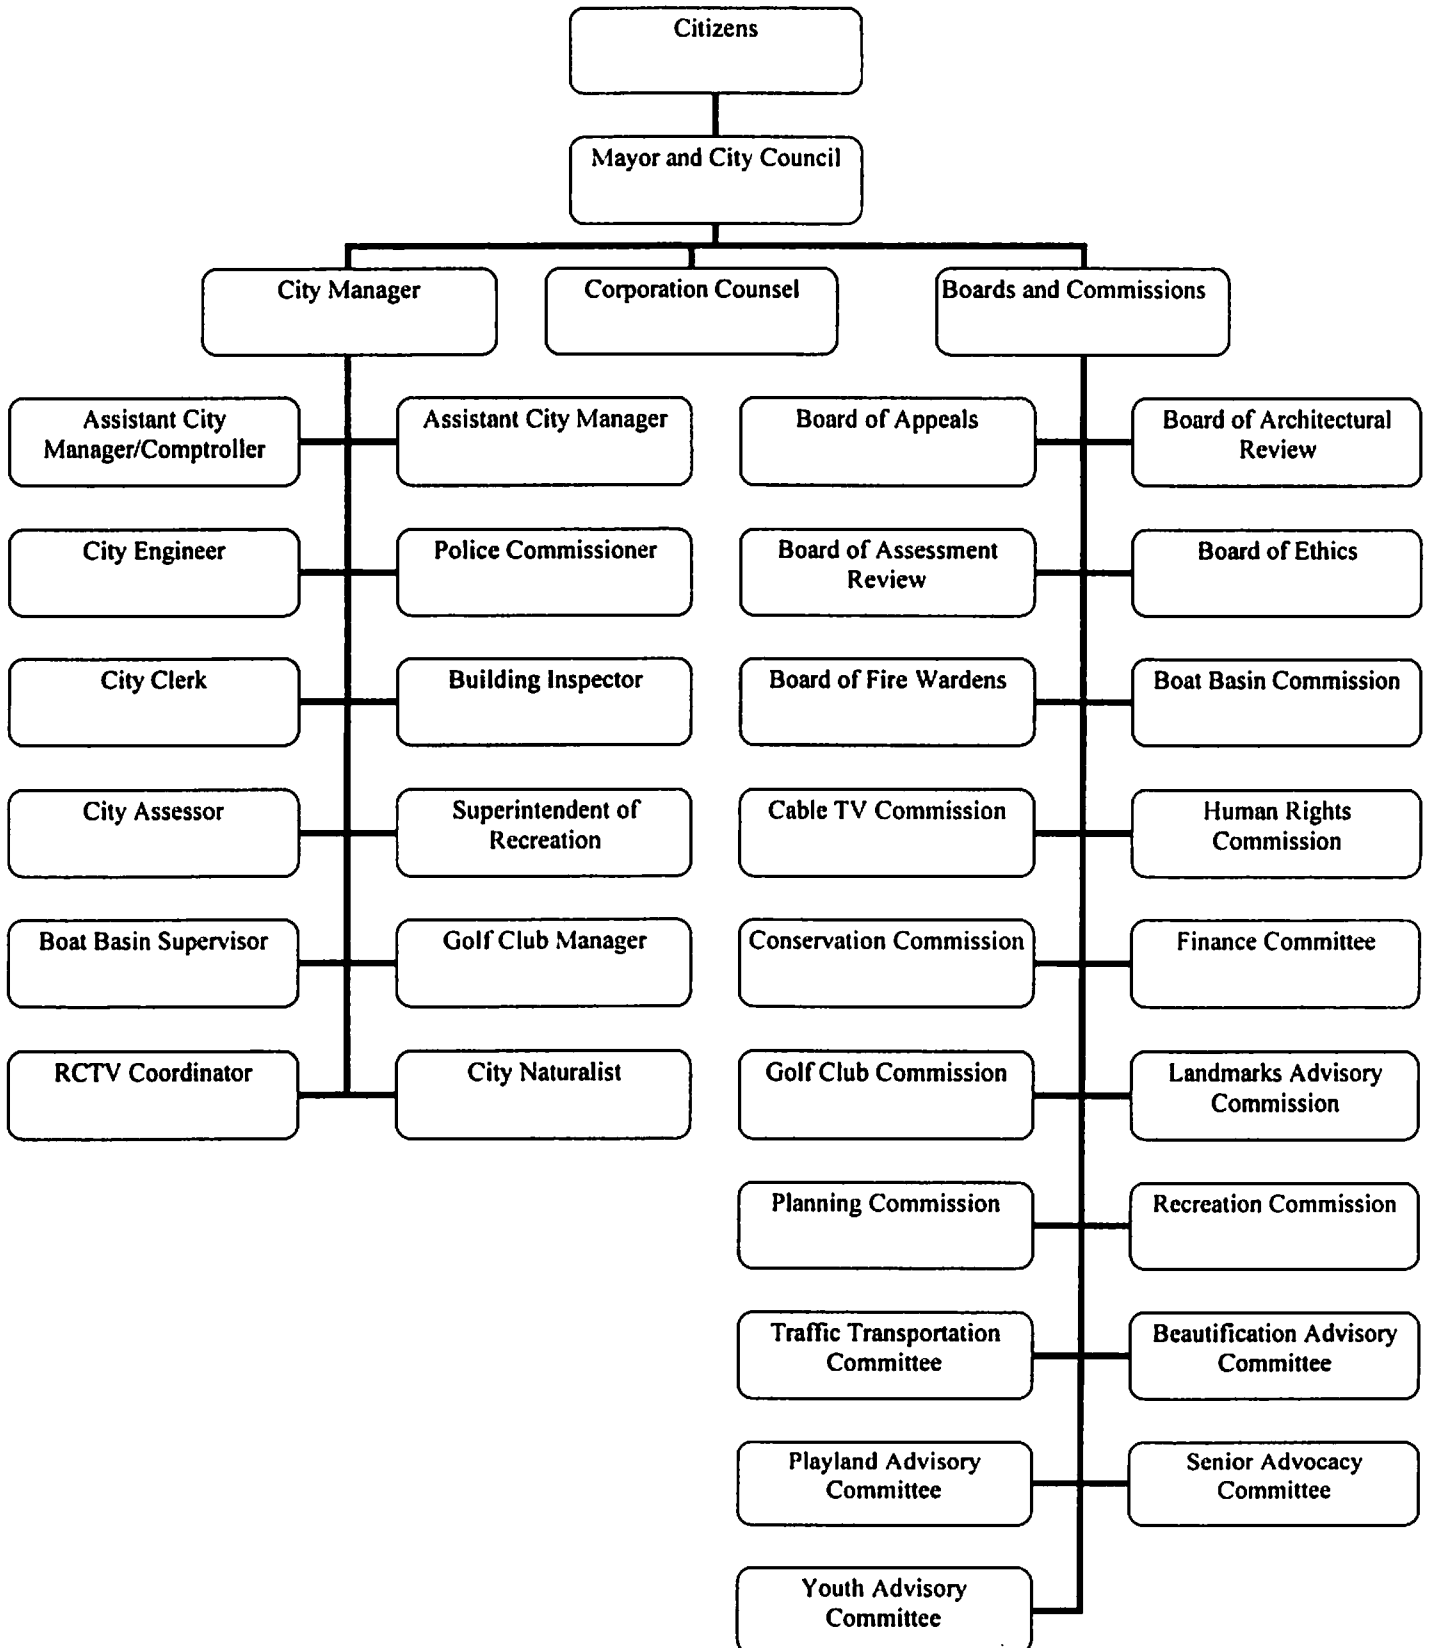 Citizens
Mayor and City Council
City Manager
Corporation Counsel
Boards and Commissions
Assistant City
Manager/Comptroller
Assistant City Manager
Board of Appeals
Board of Architectural
Review
City Engineer
Police Commissioner
Board of Assessment
Review
Board of Ethics
City Clerk
Building Inspector
Board of Fire Wardens
Boat Basin Commission
City Assessor
Superintendent of
Recreation
Cable TV Commission
Human Rights
Commission
Boat Basin Supervisor
Golf Club Manager
Conservation Commission
Finance Committee
RCTV Coordinator
City Naturalist
Golf Club Commission
Landmarks Advisory
Commission
Planning Commission
Recreation Commission
Traffic Transportation
Committee
Beautification Advisory
Committee
Playland Advisory
Committee
Senior Advocacy
Committee
Youth Advisory
Committee